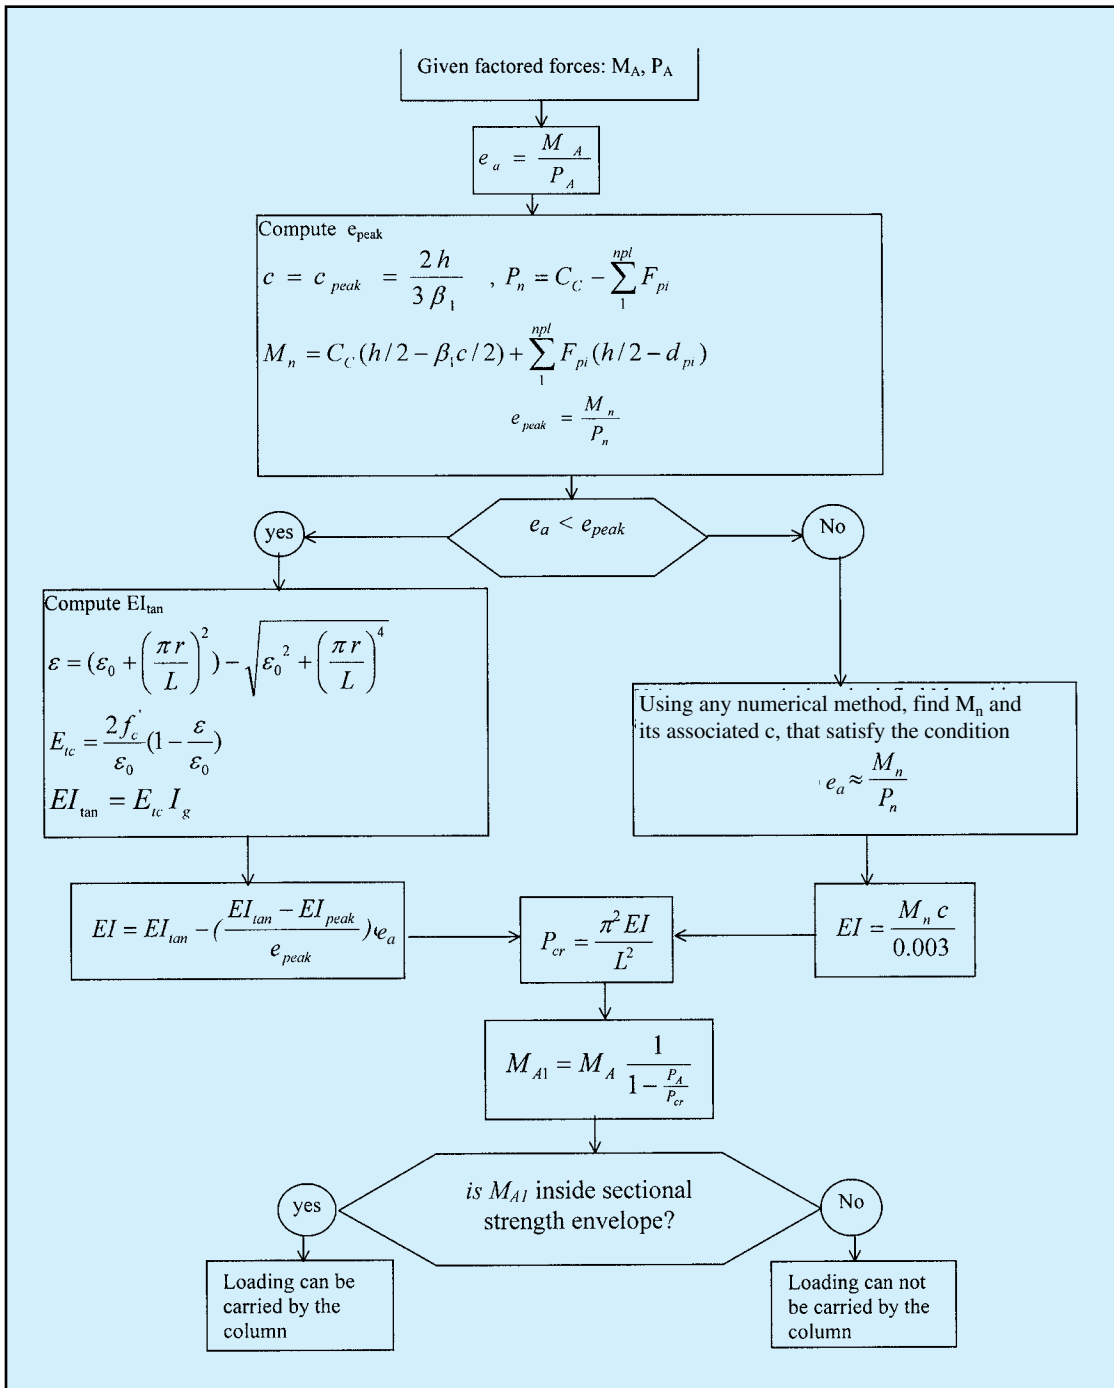 Given factored forces: M_A, P_A
e_a = M_A / P_A
Compute e_peak
c = c_peak = 2h / 3β_1 , P_n = C_C − ∑_1^npl F_pi
M_n = C_C (h/2 − β_1 c/2) + ∑_1^npl F_pi (h/2 − d_pi)
e_peak = M_n / P_n
e_a < e_peak
yes
No
Compute EI_tan
ε = (ε_0 + (πr/L)^2) − √(ε_0^2 + (πr/L)^4)
E_tc = 2f_c' / ε_0 (1 − ε/ε_0)
EI_tan = E_tc I_g
Using any numerical method, find M_n and
its associated c, that satisfy the condition
e_a ≈ M_n / P_n
EI = EI_tan − ((EI_tan − EI_peak) / e_peak) e_a
P_cr = π^2 EI / L^2
EI = M_n c / 0.003
M_A1 = M_A 1 / (1 − P_A/P_cr)
is M_A1 inside sectional
strength envelope?
yes
No
Loading can be
carried by the
column
Loading can not
be carried by the
column